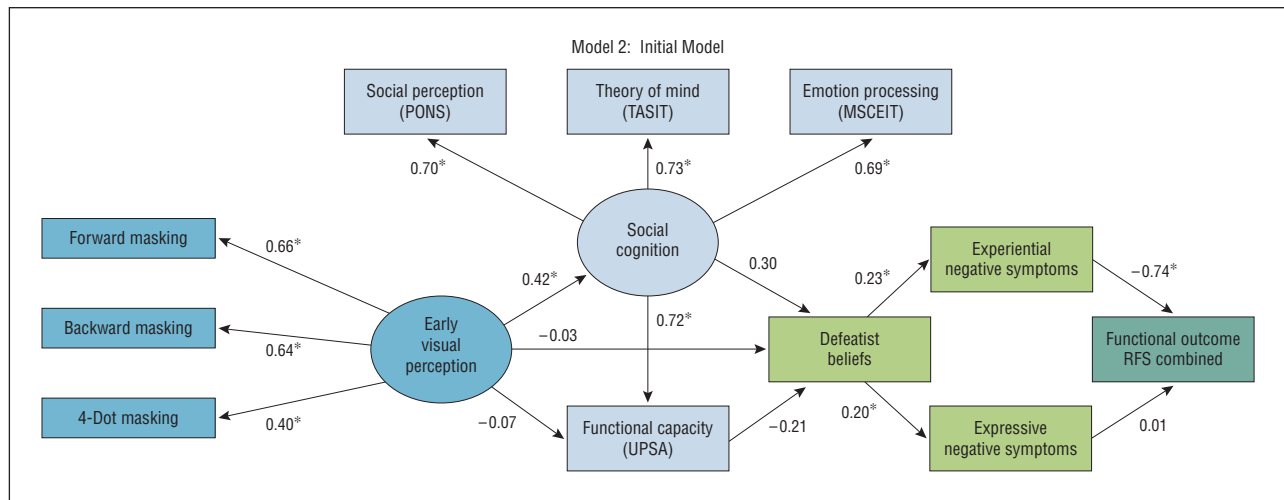 Model 2: Initial Model
Social perception
(PONS)
Theory of mind
(TASIT)
Emotion processing
(MSCEIT)
0.70*
0.73*
0.69*
Forward masking
0.66*
Social
cognition
Experiential
negative symptoms
0.42*
0.30
0.23*
−0.74*
Backward masking
0.64*
Early
visual
perception
−0.03
0.72*
Defeatist
beliefs
Functional outcome
RFS combined
4-Dot masking
0.40*
−0.07
Functional capacity
(UPSA)
−0.21
0.20*
Expressive
negative symptoms
0.01